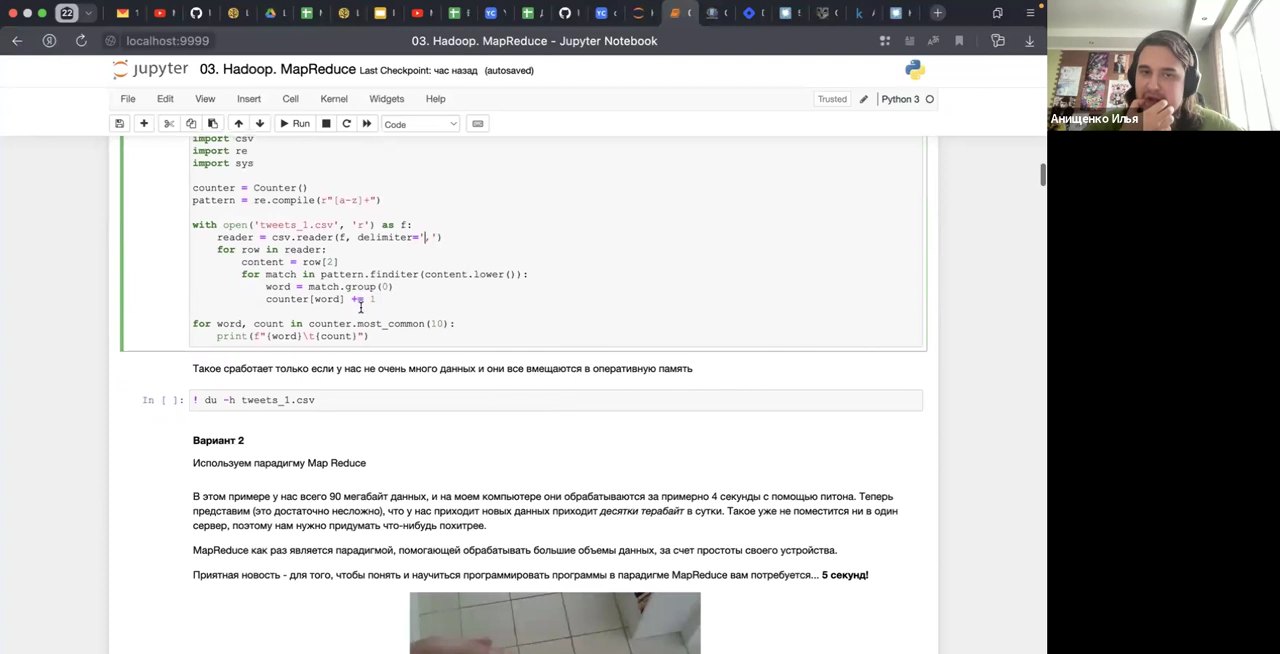 22
localhost:9999
03. Hadoop. MapReduce - Jupyter Notebook
jupyter 03. Hadoop. MapReduce Last Checkpoint: час назад (autosaved)
File Edit View Insert Cell Kernel Widgets Help
Trusted Python 3
Run Code
import csv
import re
import sys
counter = Counter()
pattern = re.compile(r"[a-z]+")
with open('tweets_1.csv', 'r') as f:
reader = csv.reader(f, delimiter=',')
for row in reader:
content = row[2]
for match in pattern.finditer(content.lower()):
word = match.group(0)
counter[word] += 1
for word, count in counter.most_common(10):
print(f"{word}\t{count}")
Такое сработает только если у нас не очень много данных и они все вмещаются в оперативную память
In [ ]: ! du -h tweets_1.csv
Вариант 2
Используем парадигму Map Reduce
В этом примере у нас всего 90 мегабайт данных, и на моем компьютере они обрабатываются за примерно 4 секунды с помощью питона. Теперь
представим (это достаточно несложно), что у нас приходит новых данных приходит десятки терабайт в сутки. Такое уже не поместится ни в один
сервер, поэтому нам нужно придумать что-нибудь похитрее.
MapReduce как раз является парадигмой, помогающей обрабатывать большие объемы данных, за счет простоты своего устройства.
Приятная новость - для того, чтобы понять и научиться программировать программы в парадигме MapReduce вам потребуется... 5 секунд!
Анищенко Илья